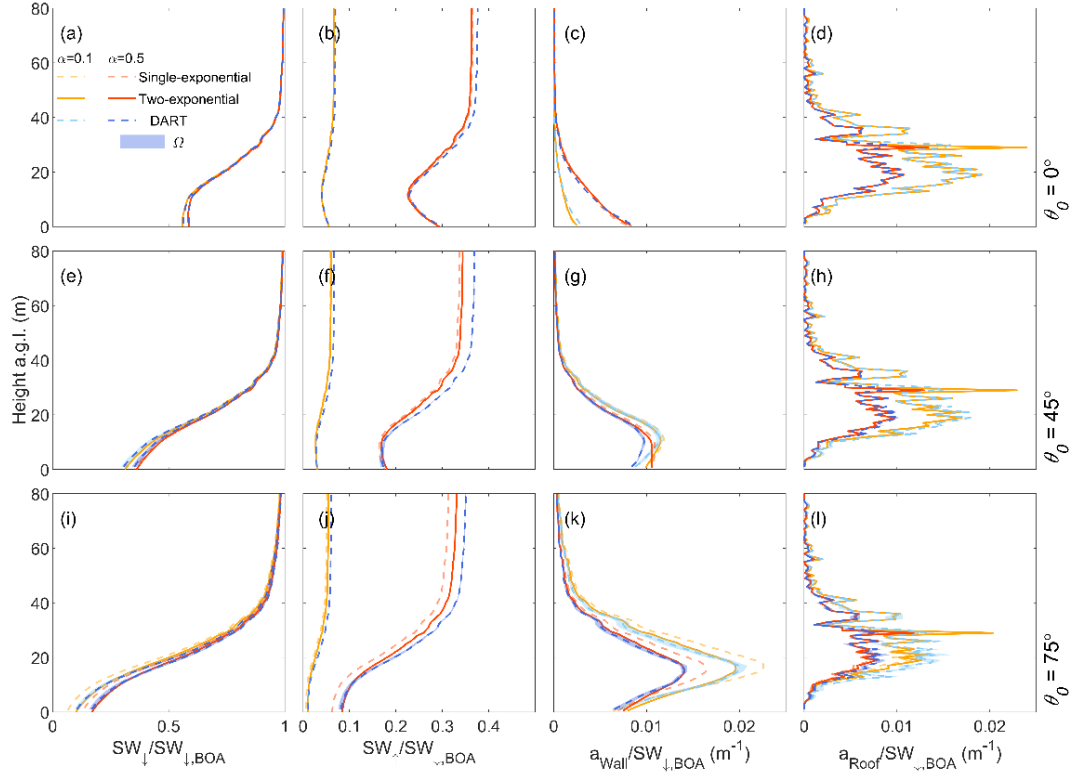 80
(a)
(b)
(c)
(d)
α=0.1 α=0.5
60
Single-exponential
Two-exponential
40
DART
Ω
20
0
θ0 = 0°
80
(e)
(f)
(g)
(h)
60
40
20
0
Height a.g.l. (m)
θ0 = 45°
80
(i)
(j)
(k)
(l)
60
40
20
0
θ0 = 75°
0 0.5 1
0 0.1 0.2 0.3 0.4
0 0.01 0.02
0 0.01 0.02
SW↓/SW↓,BOA
SW /SW ,BOA
aWall/SW↓,BOA (m-1)
aRoof/SW ,BOA (m-1)